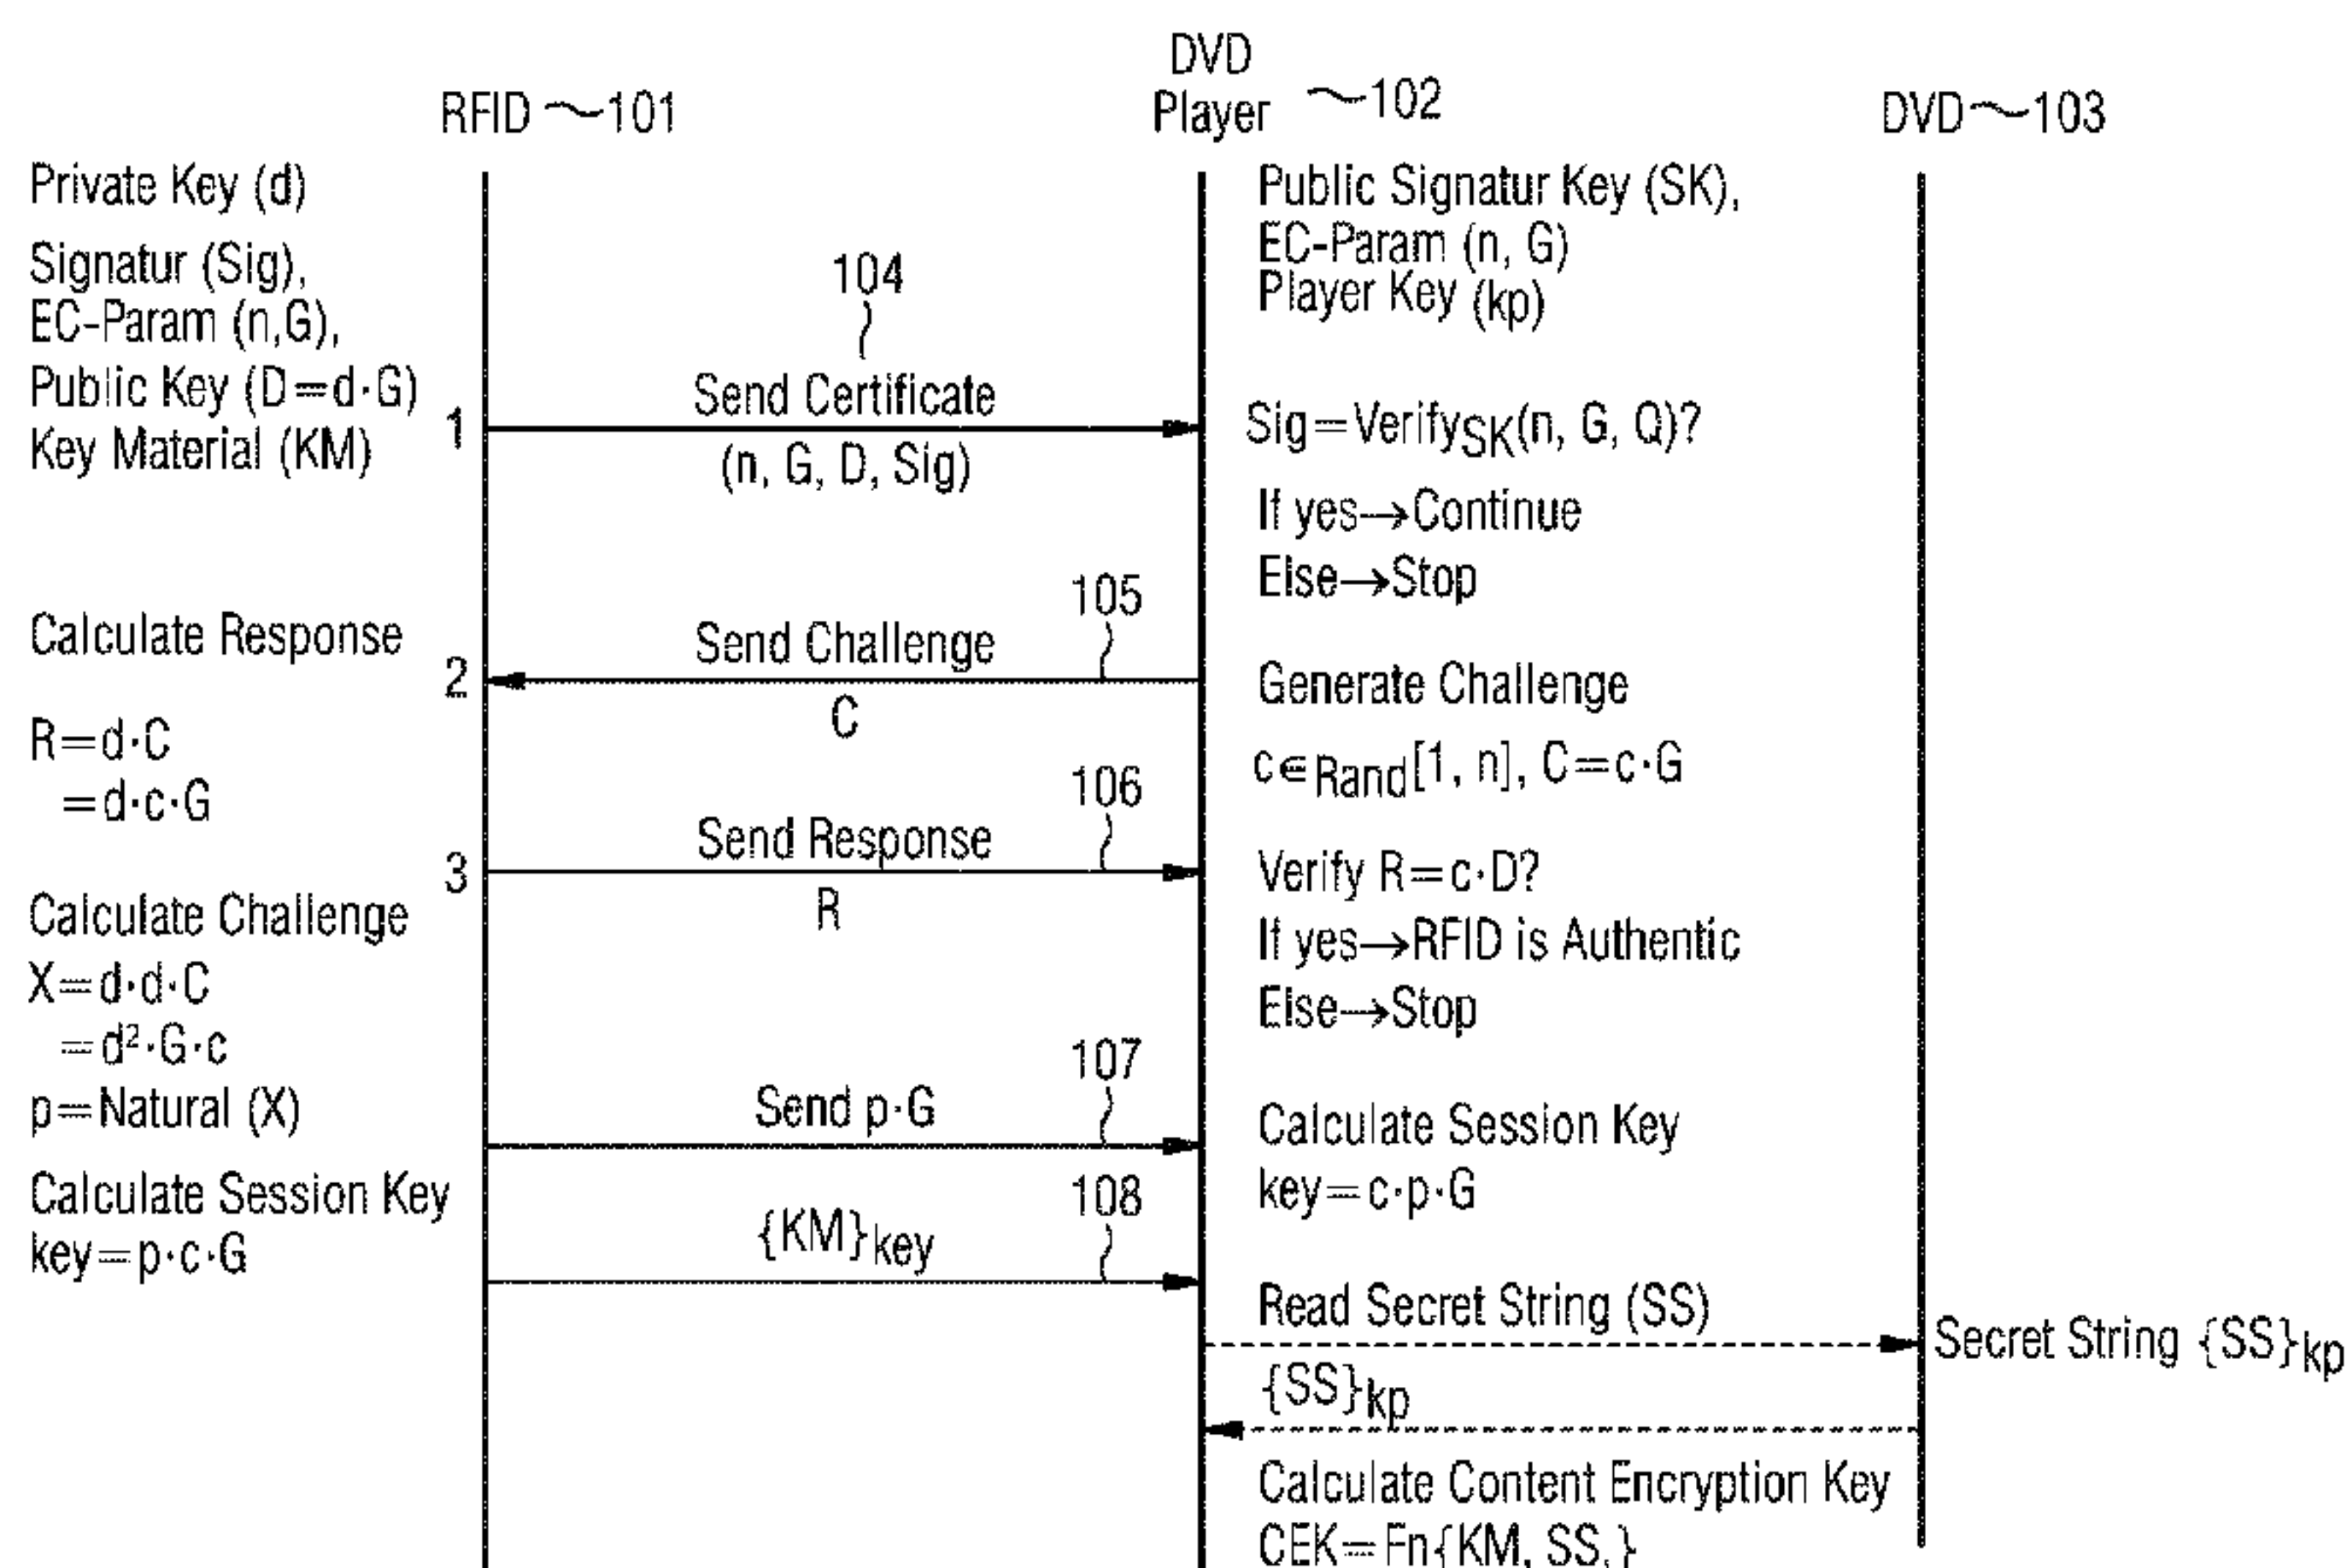 DVD
Player
102
RFID
101
DVD
103
Private Key (d)
Signatur (Sig),
EC-Param (n,G),
Public Key (D=d·G)
Key Material (KM)
Public Signatur Key (SK),
EC-Param (n, G)
Player Key (kp)
104
1
Send Certificate
(n, G, D, Sig)
Sig=VerifySK(n, G, Q)?
If yes→Continue
Else→Stop
Calculate Response
R=d·C
=d·c·G
105
2
Send Challenge
C
Generate Challenge
c∈Rand[1, n], C=c·G
106
3
Send Response
R
Verify R=c·D?
If yes→RFID is Authentic
Else→Stop
Calculate Challenge
X=d·d·C
=d²·G·c
p=Natural (X)
107
Send p·G
Calculate Session Key
key=c·p·G
Calculate Session Key
key=p·c·G
108
{KM}key
Read Secret String (SS)
Secret String {SS}kp
{SS}kp
Calculate Content Encryption Key
CEK=Fn{KM, SS,}